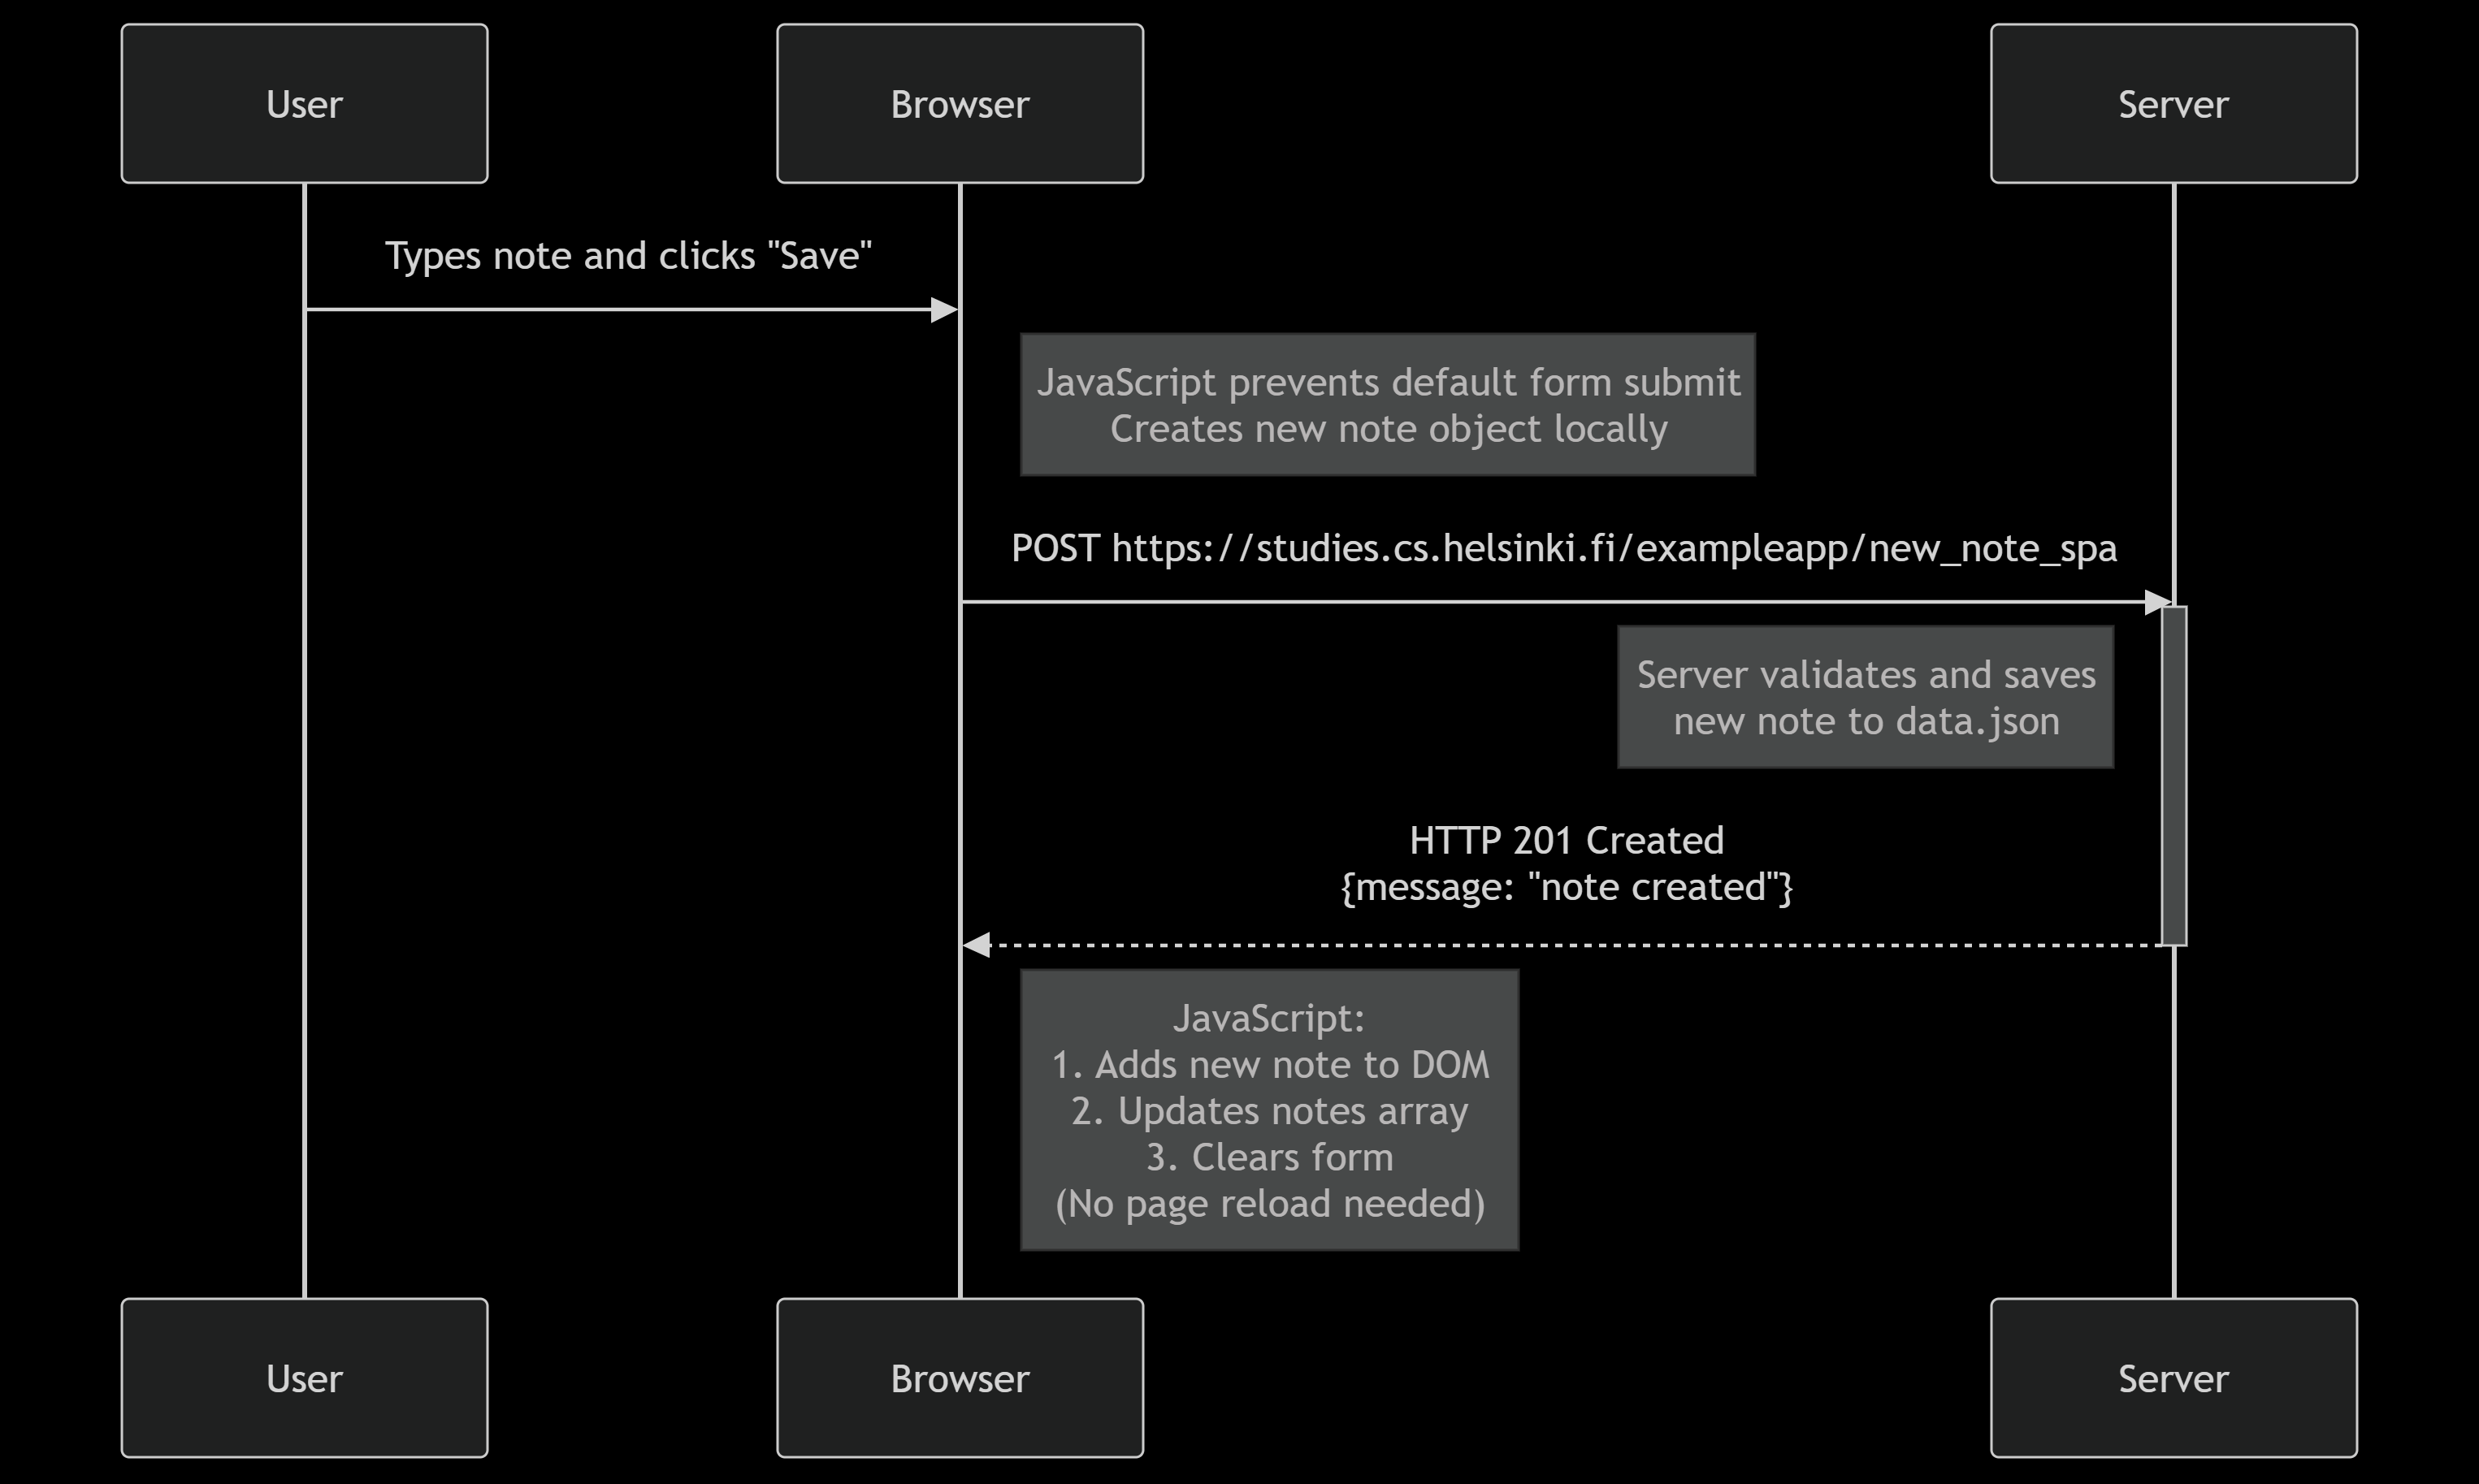 User
Browser
Server
Types note and clicks "Save"
JavaScript prevents default form submit
Creates new note object locally
POST https://studies.cs.helsinki.fi/exampleapp/new_note_spa
Server validates and saves
new note to data.json
HTTP 201 Created
{message: "note created"}
JavaScript:
1. Adds new note to DOM
2. Updates notes array
3. Clears form
(No page reload needed)
User
Browser
Server